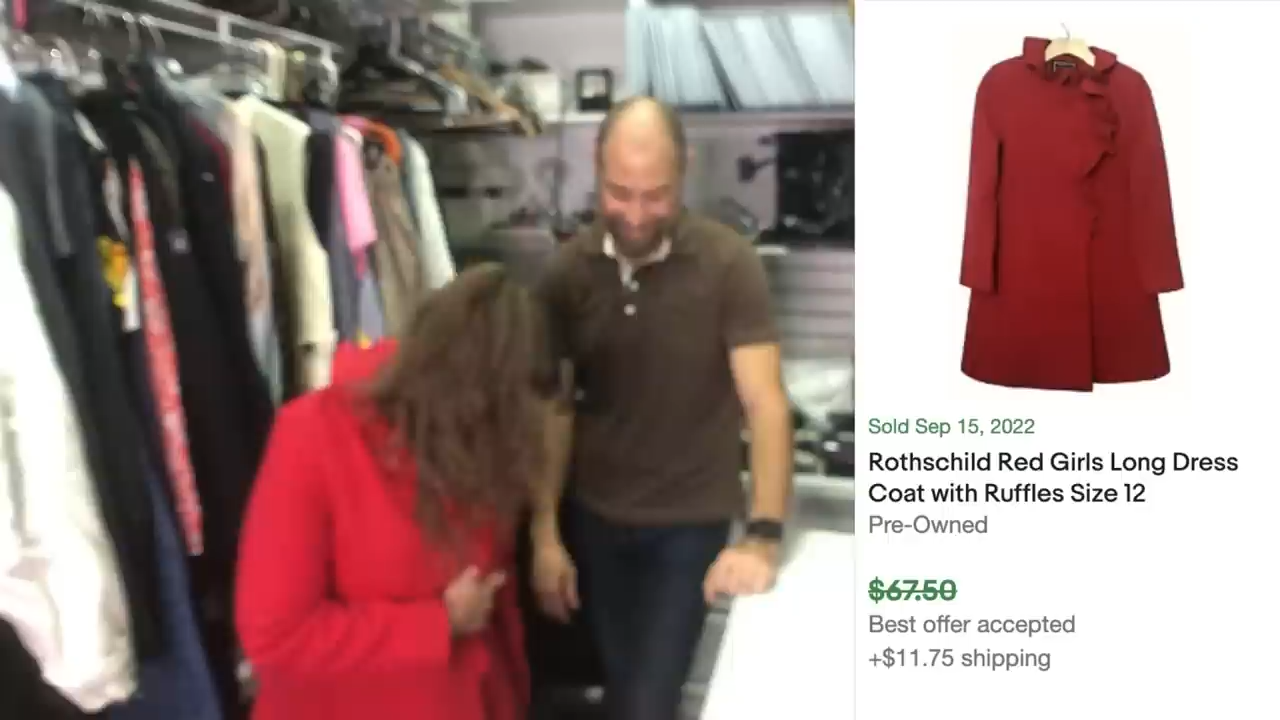 Sold Sep 15, 2022
Rothschild Red Girls Long Dress
Coat with Ruffles Size 12
Pre-Owned
$67.50
Best offer accepted
+$11.75 shipping